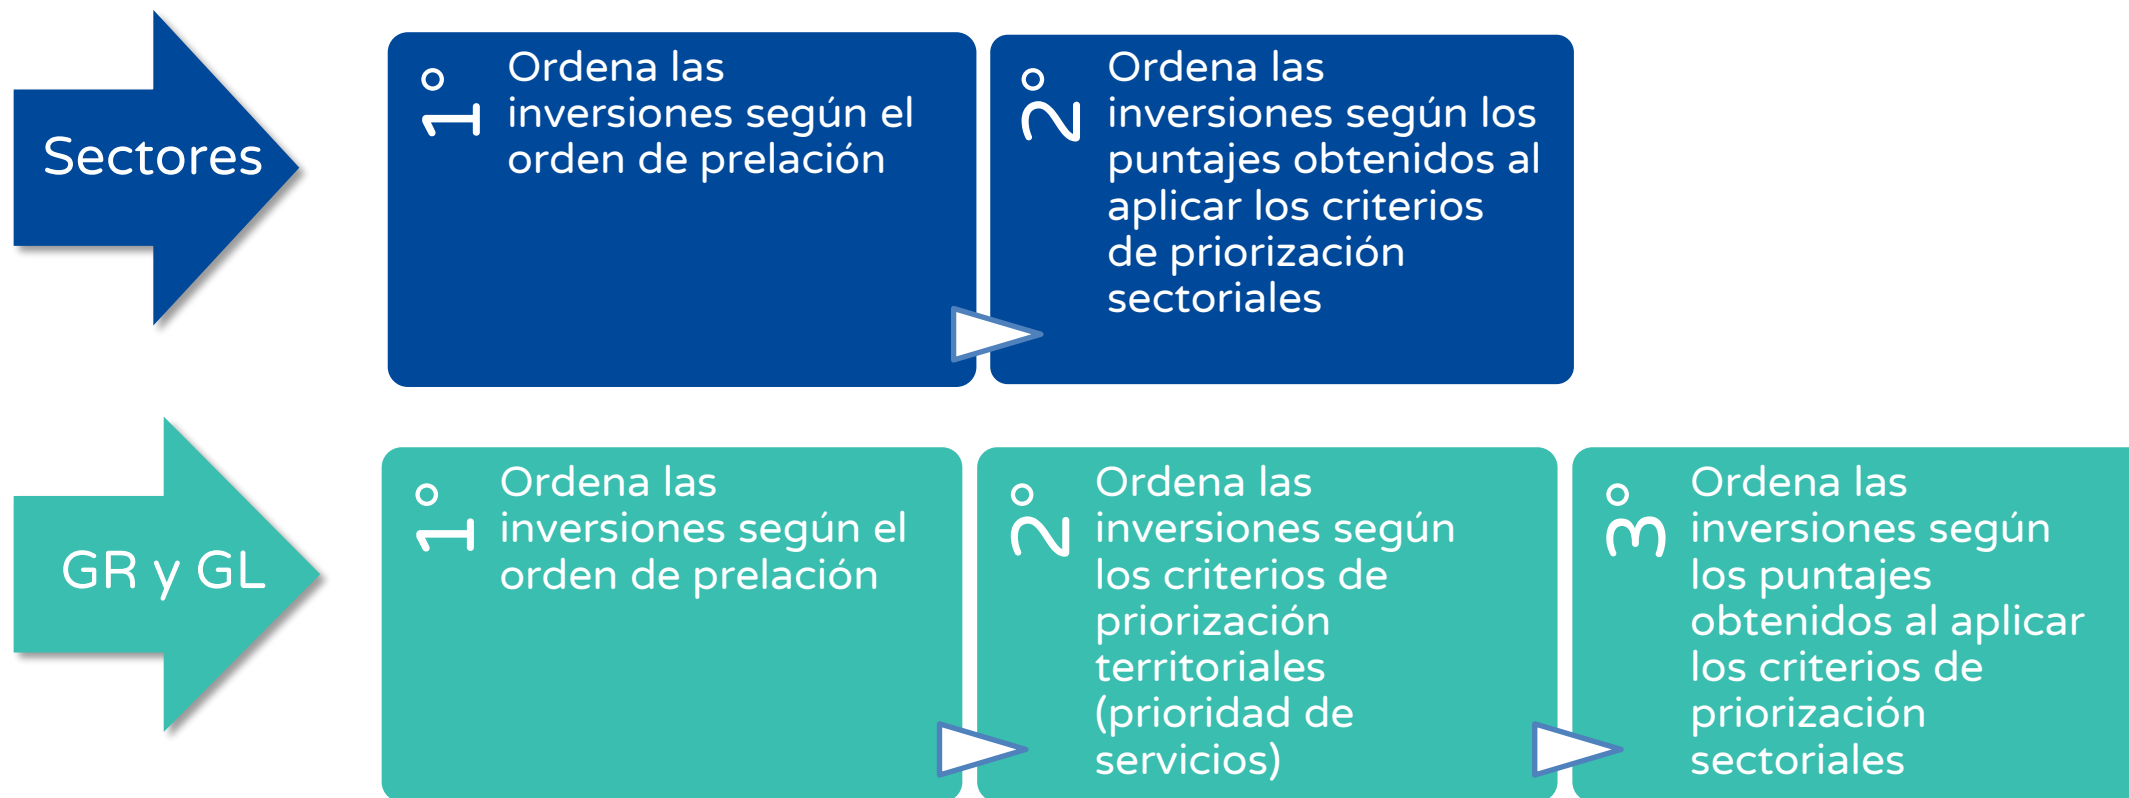 Sectores
1°
Ordena las
inversiones según el
orden de prelación
2°
Ordena las
inversiones según los
puntajes obtenidos al
aplicar los criterios
de priorización
sectoriales
GR y GL
1°
Ordena las
inversiones según el
orden de prelación
2°
Ordena las
inversiones según
los criterios de
priorización
territoriales
(prioridad de
servicios)
3°
Ordena las
inversiones según
los puntajes
obtenidos al aplicar
los criterios de
priorización
sectoriales